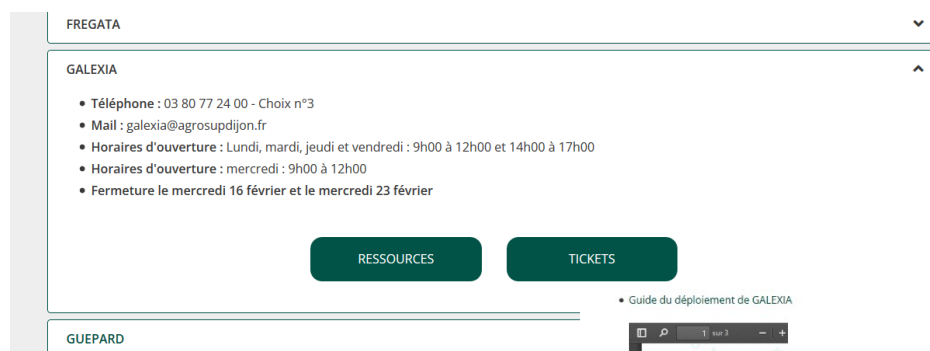 FREGATA
GALEXIA
Téléphone : 03 80 77 24 00 - Choix n°3
Mail : galexia@agrosupdijon.fr
Horaires d'ouverture : Lundi, mardi, jeudi et vendredi : 9h00 à 12h00 et 14h00 à 17h00
Horaires d'ouverture : mercredi : 9h00 à 12h00
Fermeture le mercredi 16 février et le mercredi 23 février
RESSOURCES TICKETS
Guide du déploiement de GALEXIA
1 sur 3
GUEPARD